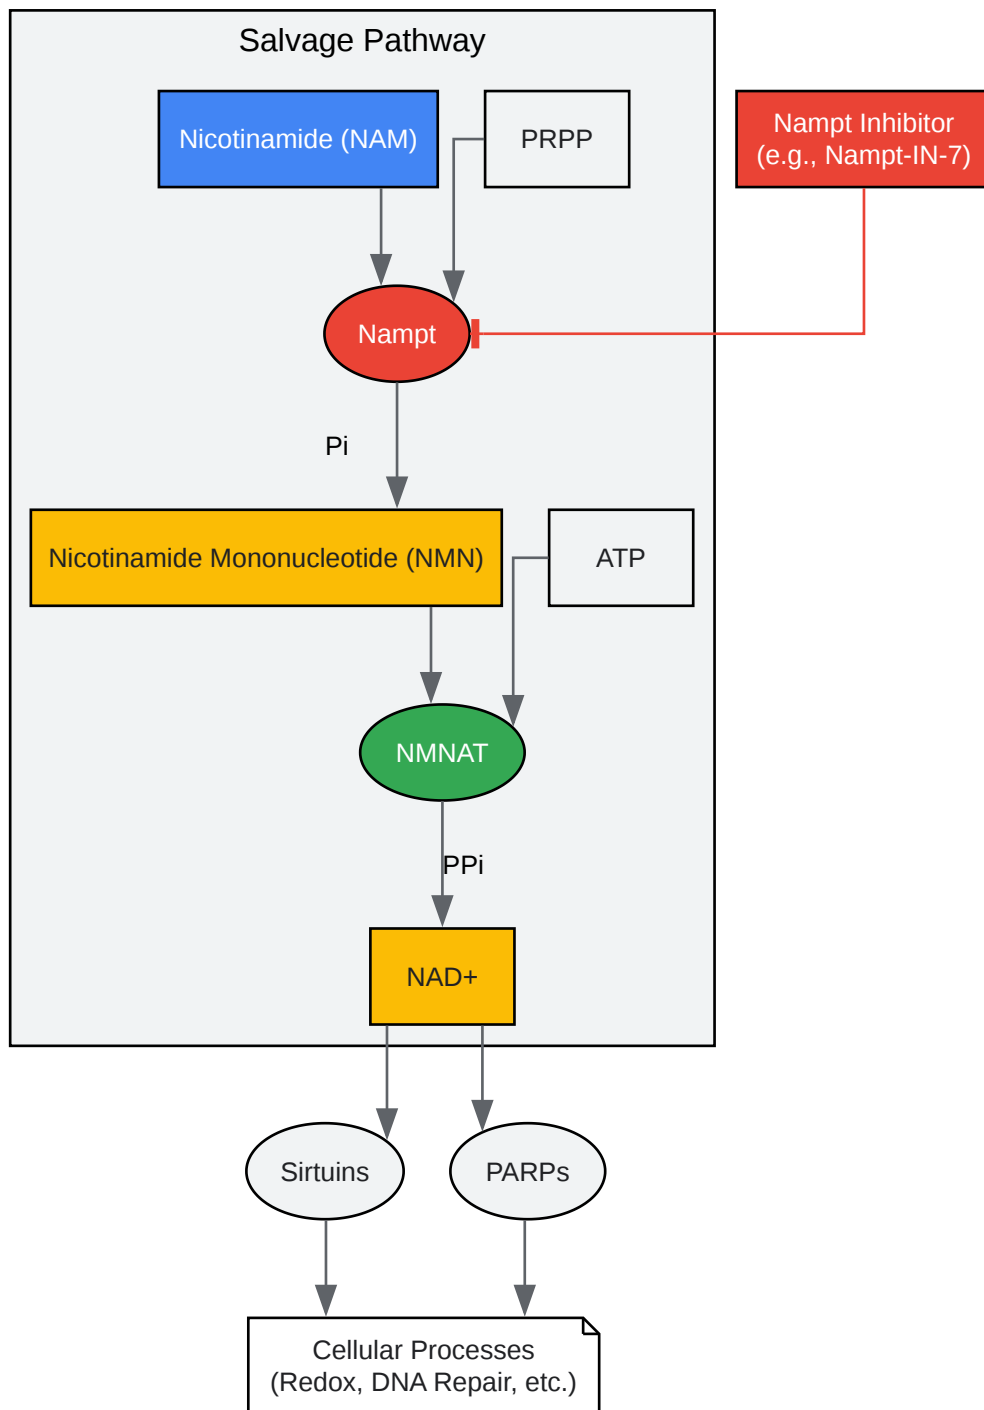 Salvage Pathway
Nicotinamide (NAM)
PRPP
Nampt Inhibitor
(e.g., Nampt-IN-7)
Nampt
Pi
Nicotinamide Mononucleotide (NMN)
ATP
NMNAT
PPi
NAD+
Sirtuins
PARPs
Cellular Processes
(Redox, DNA Repair, etc.)